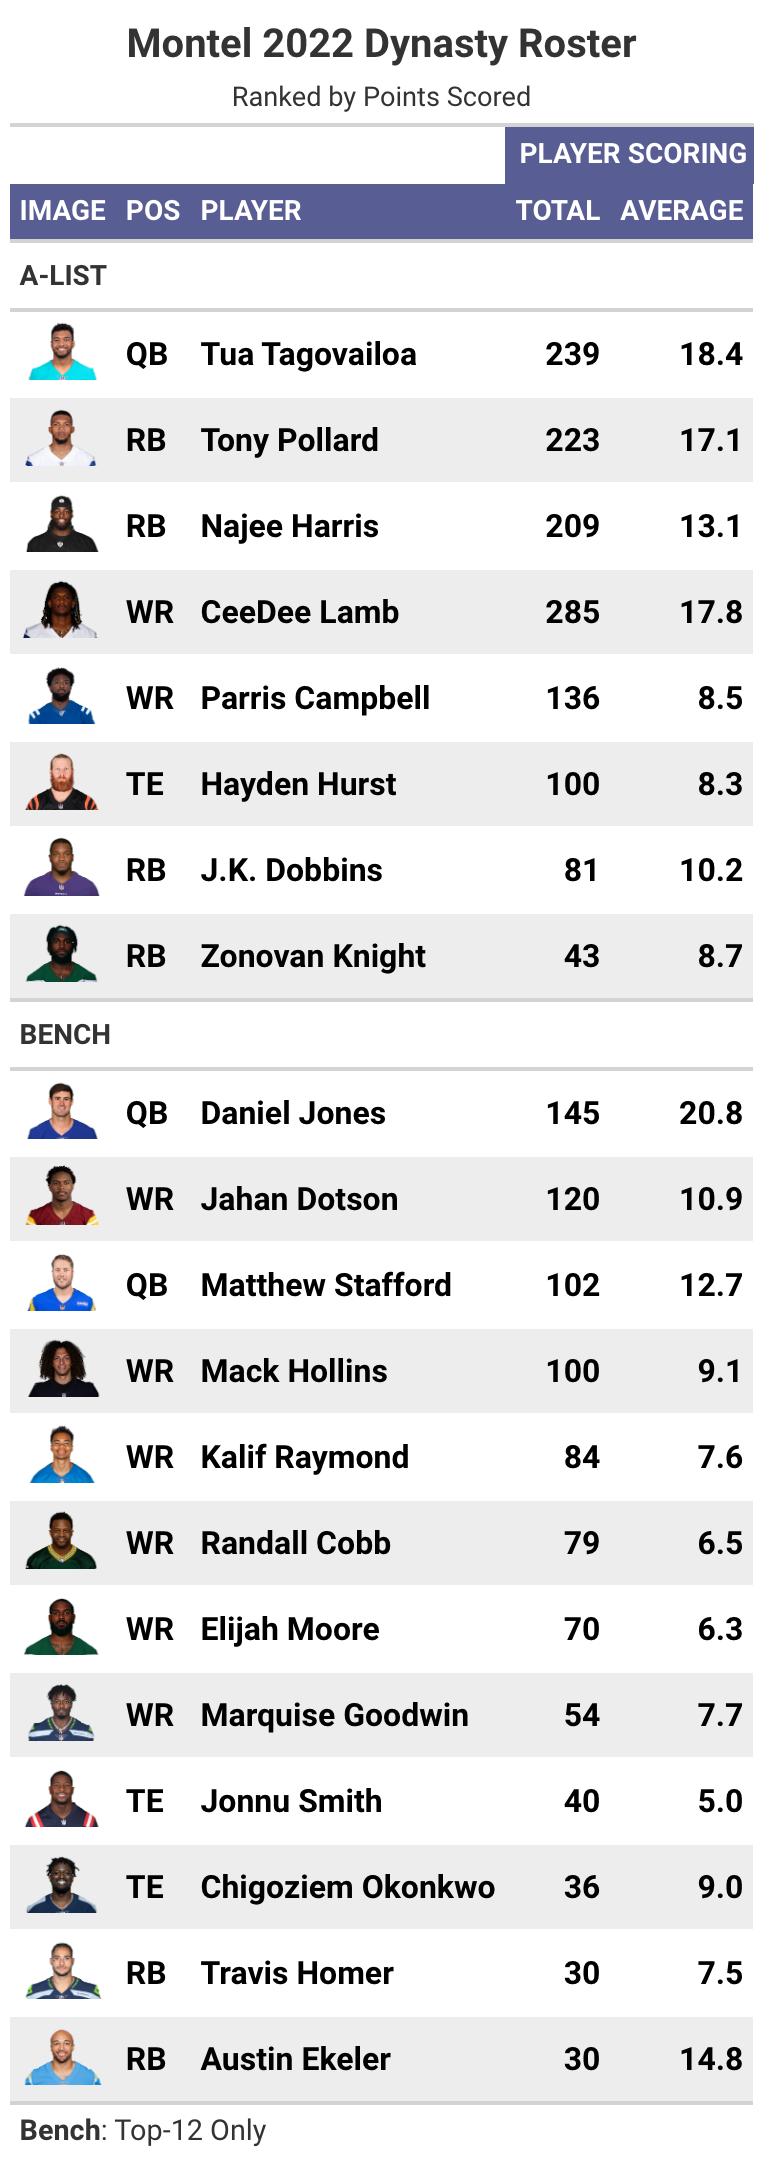 Montel 2022 Dynasty Roster
Ranked by Points Scored
PLAYER SCORING
IMAGE POS PLAYER TOTAL AVERAGE
A-LIST
QB Tua Tagovailoa 239 18.4
RB Tony Pollard 223 17.1
RB Najee Harris 209 13.1
WR CeeDee Lamb 285 17.8
WR Parris Campbell 136 8.5
TE Hayden Hurst 100 8.3
RB J.K. Dobbins 81 10.2
RB Zonovan Knight 43 8.7
BENCH
QB Daniel Jones 145 20.8
WR Jahan Dotson 120 10.9
QB Matthew Stafford 102 12.7
WR Mack Hollins 100 9.1
WR Kalif Raymond 84 7.6
WR Randall Cobb 79 6.5
WR Elijah Moore 70 6.3
WR Marquise Goodwin 54 7.7
TE Jonnu Smith 40 5.0
TE Chigoziem Okonkwo 36 9.0
RB Travis Homer 30 7.5
RB Austin Ekeler 30 14.8
Bench: Top-12 Only